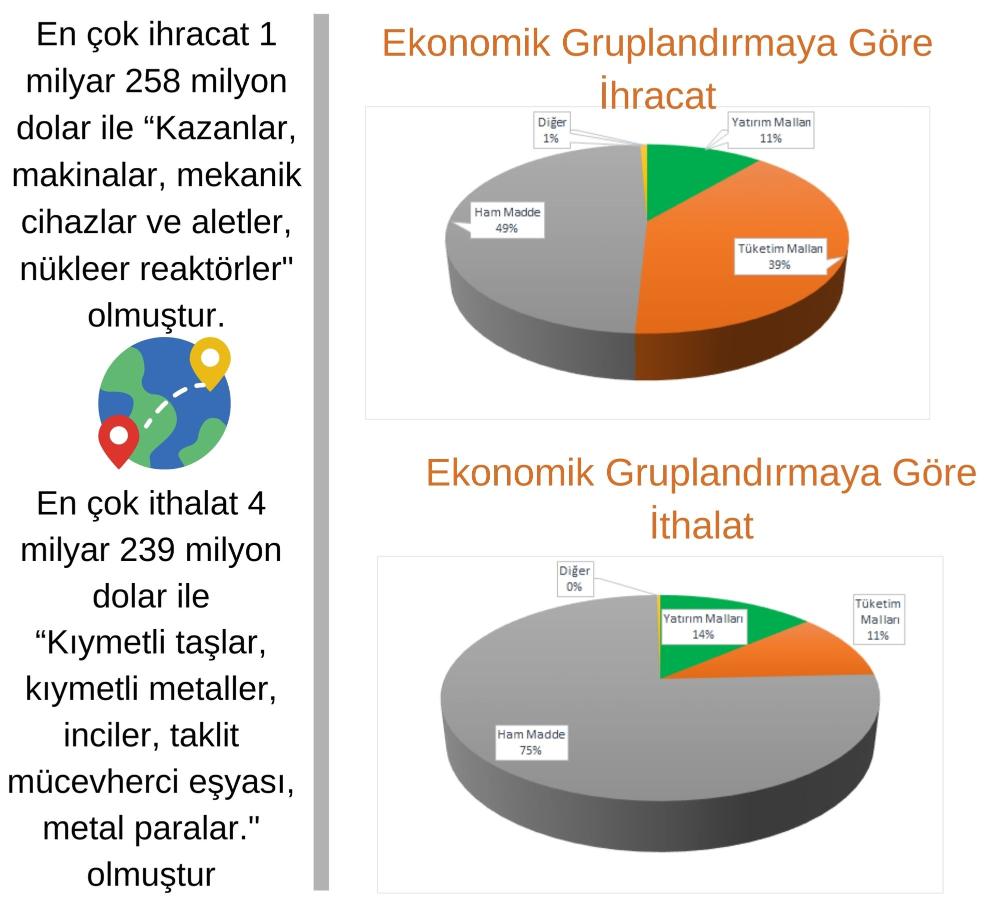 En çok ihracat 1
milyar 258 milyon
dolar ile “Kazanlar,
makinalar, mekanik
cihazlar ve aletler,
nükleer reaktörler"
olmuştur.
En çok ithalat 4
milyar 239 milyon
dolar ile
“Kıymetli taşlar,
kıymetli metaller,
inciler, taklit
mücevherci eşyası,
metal paralar."
olmuştur
Ekonomik Gruplandırmaya Göre
İhracat
Diğer
1%
Yatırım Malları
11%
Ham Madde
49%
Tüketim Malları
39%
Ekonomik Gruplandırmaya Göre
İthalat
Diğer
0%
Yatırım Malları
14%
Tüketim
Malları
11%
Ham Madde
75%